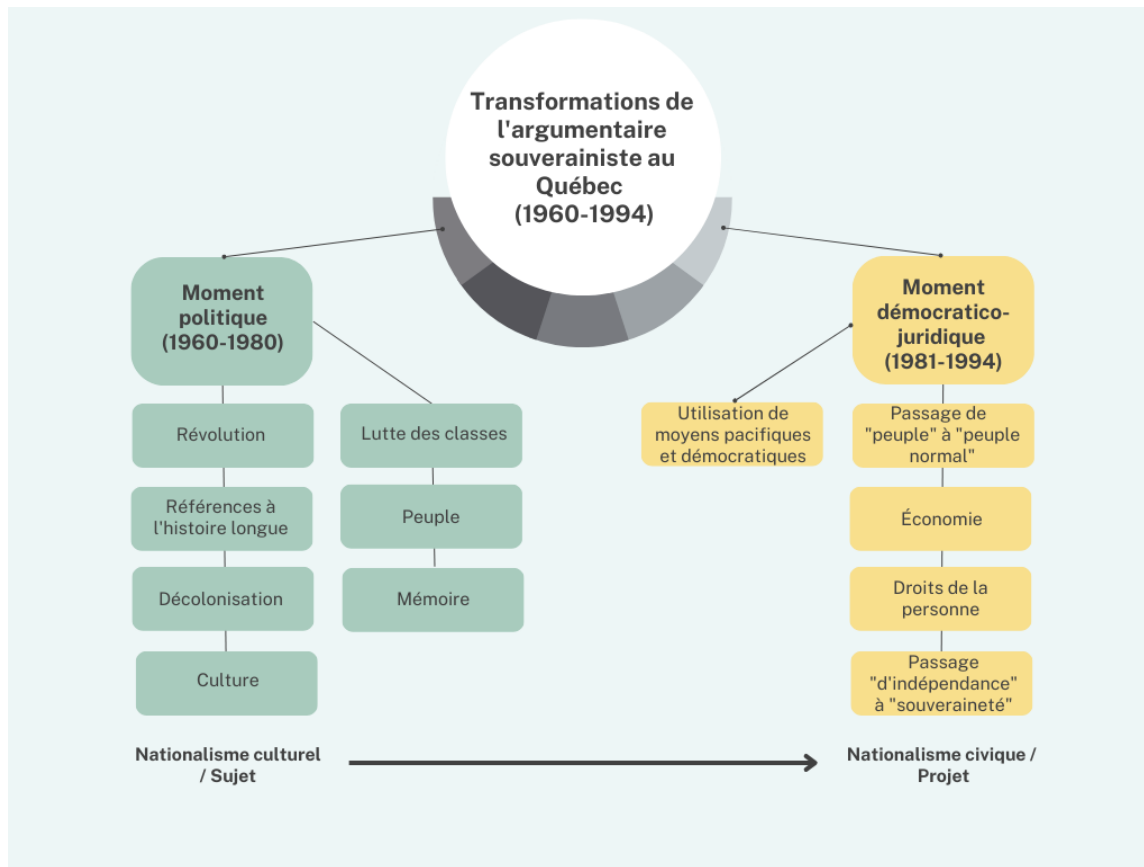 Transformations de
l'argumentaire
souverainiste au
Québec
(1960-1994)
Moment
politique
(1960-1980)
Révolution
Références à
l'histoire longue
Décolonisation
Culture
Lutte des classes
Peuple
Mémoire
Nationalisme culturel
/ Sujet
Moment
démocratico-
juridique
(1981-1994)
Utilisation de
moyens pacifiques
et démocratiques
Passage de
"peuple" à "peuple
normal"
Économie
Droits de la
personne
Passage
"d'indépendance"
à "souveraineté"
Nationalisme civique /
Projet